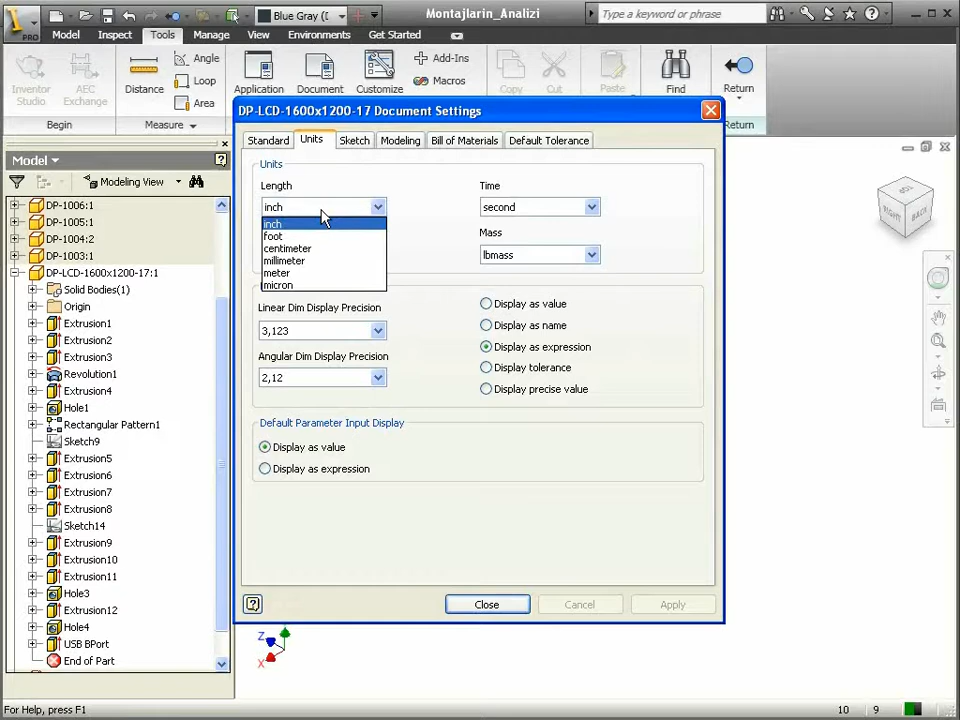 Blue Gray (I
Montajlarin_Analizi
Type a keyword or phrase
PRO
Model
Inspect
Tools
Manage
View
Environments
Get Started
Inventor
Studio
AEC
Exchange
Distance
Angle
Loop
Area
Application
Document
Customize
Add-Ins
Macros
Copy
Cut
Paste
Find
Return
Begin
Measure
Return
DP-LCD-1600x1200-17 Document Settings
Standard
Units
Sketch
Modeling
Bill of Materials
Default Tolerance
Units
Length
inch
inch
foot
centimeter
millimeter
meter
micron
Time
second
Mass
lbmass
Linear Dim Display Precision
3,123
Angular Dim Display Precision
2,12
Display as value
Display as name
Display as expression
Display tolerance
Display precise value
Default Parameter Input Display
Display as value
Display as expression
Close
Cancel
Apply
Model
Modeling View
DP-1006:1
DP-1005:1
DP-1004:2
DP-1003:1
DP-LCD-1600x1200-17:1
Solid Bodies(1)
Origin
Extrusion1
Extrusion2
Extrusion3
Revolution1
Extrusion4
Hole1
Rectangular Pattern1
Sketch9
Extrusion5
Extrusion6
Extrusion7
Extrusion8
Sketch14
Extrusion9
Extrusion10
Extrusion11
Hole3
Extrusion12
Hole4
USB BPort
End of Part
TOP
RIGHT
BACK
Z
X
Help, press F1
10
9